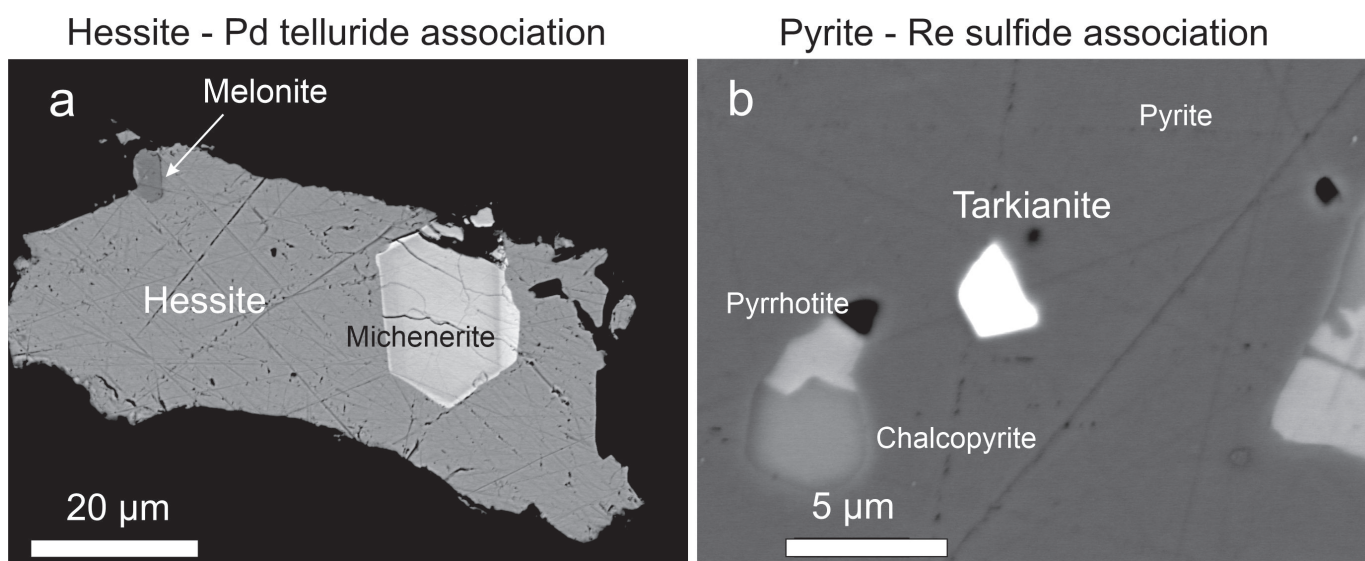 Hessite - Pd telluride association
Pyrite - Re sulfide association
a
Melonite
Hessite
Michenerite
20 µm
b
Pyrite
Tarkianite
Pyrrhotite
Chalcopyrite
5 µm